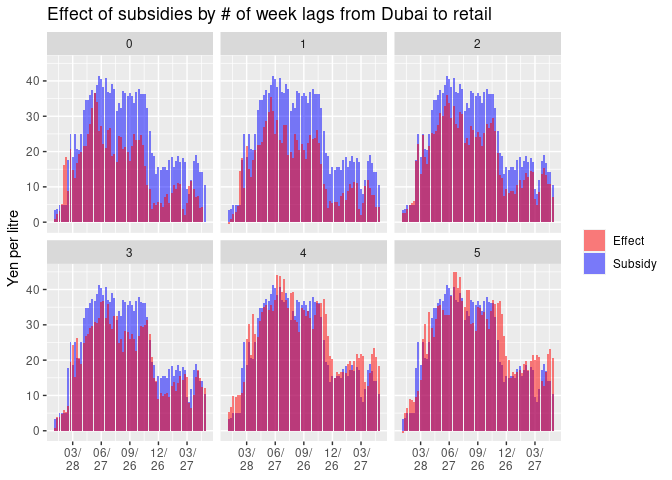 Effect of subsidies by # of week lags from Dubai to retail
0 1 2
40
30
20
10
0
3 4 5
40
30
20
10
0
Yen per litre
03/ 06/ 09/ 12/ 03/ 03/ 06/ 09/ 12/ 03/ 03/ 06/ 09/ 12/ 03/
28 27 26 26 27 28 27 26 26 27 28 27 26 26 27
Effect
Subsidy